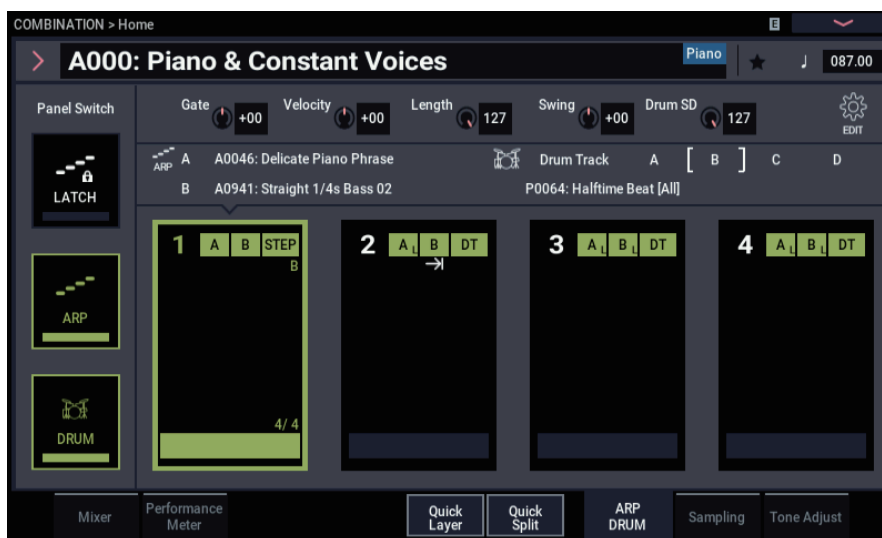 COMBINATION > Home E
A000: Piano & Constant Voices Piano ♩ 087.00
Panel Switch Gate +00 Velocity +00 Length 127 Swing +00 Drum SD 127 EDIT
ARP A A0046: Delicate Piano Phrase Drum Track A [ B ] C D
B A0941: Straight 1/4s Bass 02 P0064: Halftime Beat [All]
LATCH
1 A B STEP 2 A L B DT 3 A L B L DT 4 A L B L DT
B
ARP
4/ 4
DRUM
Mixer
Performance
Meter
Quick
Layer
Quick
Split
ARP
DRUM
Sampling
Tone Adjust